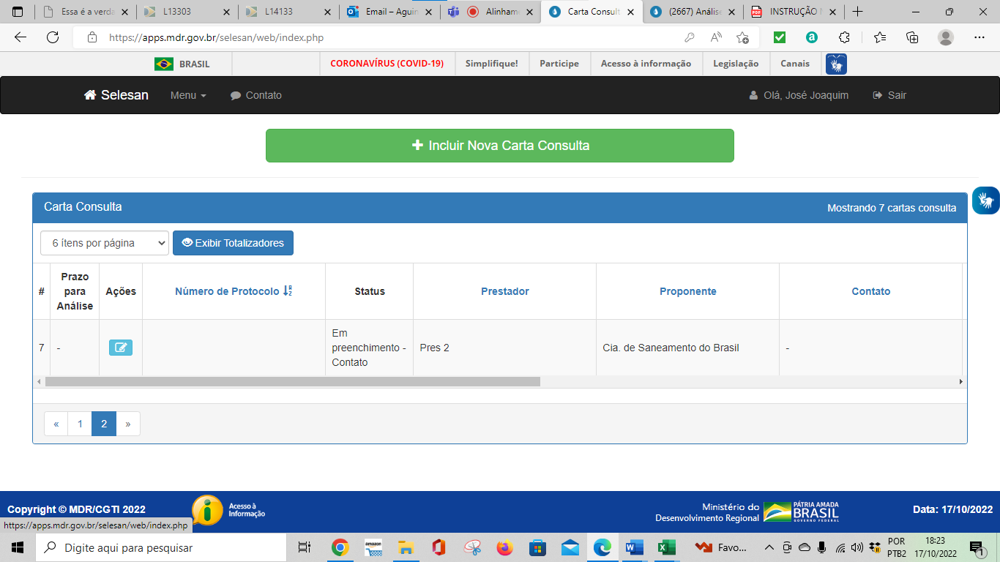 Essa é a verda
L13303
L14133
Email – Aguin
Alinham
Carta Consult
(2667) Análise
INSTRUÇÃO N
https://apps.mdr.gov.br/selesan/web/index.php
BRASIL
CORONAVÍRUS (COVID-19)
Simplifique!
Participe
Acesso à informação
Legislação
Canais
Selesan
Menu
Contato
Olá, José Joaquim
Sair
Incluir Nova Carta Consulta
Carta Consulta
Mostrando 7 cartas consulta
6 ítens por página
Exibir Totalizadores
#
Prazo
para
Análise
Ações
Número de Protocolo
Status
Prestador
Proponente
Contato
7
-
Em
preenchimento -
Contato
Pres 2
Cia. de Saneamento do Brasil
-
« 1 2 »
Copyright © MDR/CGTI 2022
Acesso à
Informação
Ministério do
Desenvolvimento Regional
PÁTRIA AMADA
BRASIL
GOVERNO FEDERAL
Data: 17/10/2022
https://apps.mdr.gov.br/selesan/web/index.php
Digite aqui para pesquisar
amazon
Favo...
POR
PTB2
18:23
17/10/2022
1